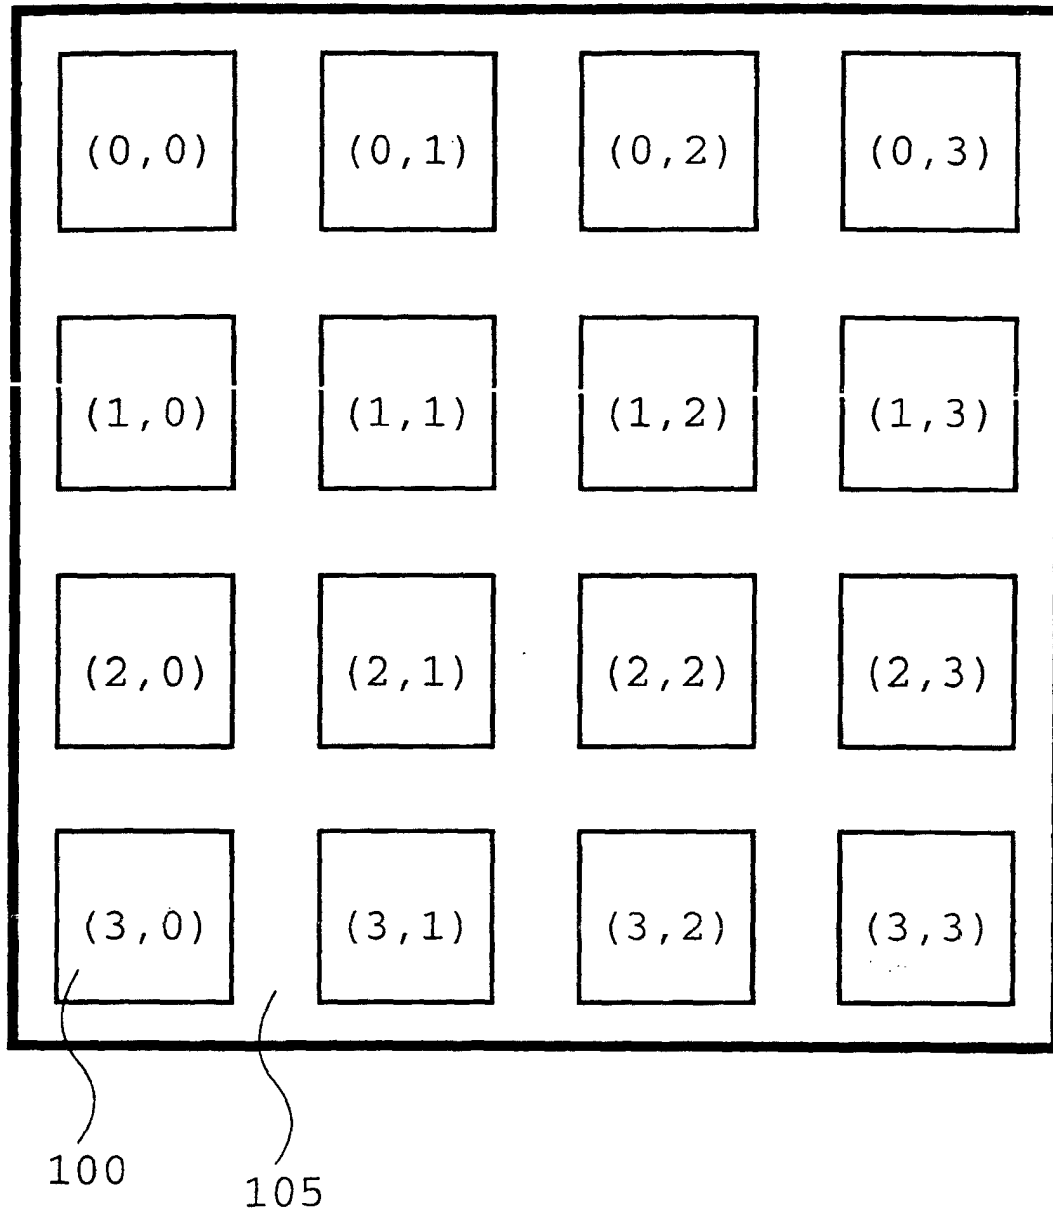 (0,0) (0,1) (0,2) (0,3)
(1,0) (1,1) (1,2) (1,3)
(2,0) (2,1) (2,2) (2,3)
(3,0) (3,1) (3,2) (3,3)
100
105